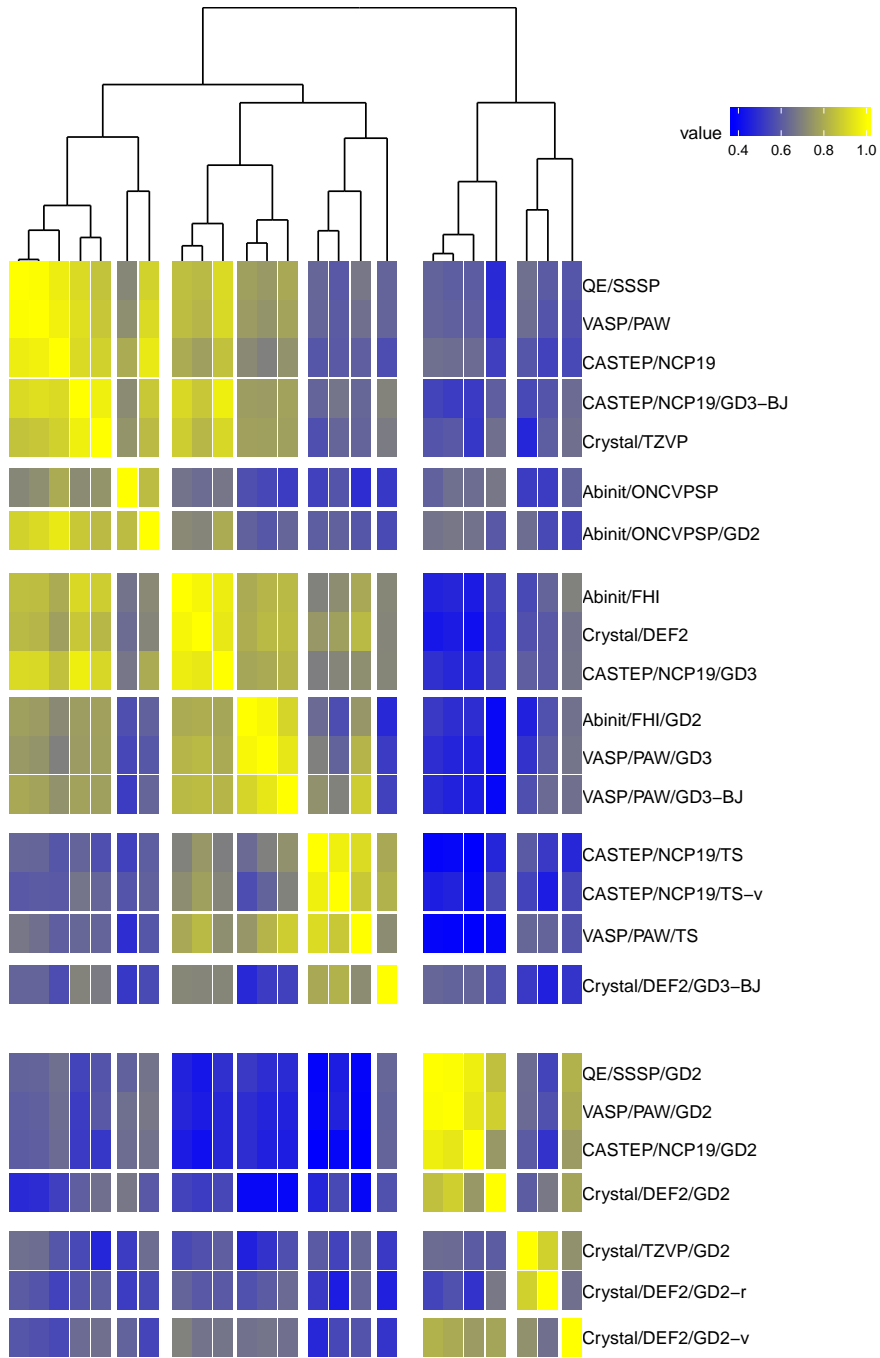 value
0.4 0.6 0.8 1.0
QE/SSSP
VASP/PAW
CASTEP/NCP19
CASTEP/NCP19/GD3−BJ
Crystal/TZVP
Abinit/ONCVPSP
Abinit/ONCVPSP/GD2
Abinit/FHI
Crystal/DEF2
CASTEP/NCP19/GD3
Abinit/FHI/GD2
VASP/PAW/GD3
VASP/PAW/GD3−BJ
CASTEP/NCP19/TS
CASTEP/NCP19/TS−v
VASP/PAW/TS
Crystal/DEF2/GD3−BJ
QE/SSSP/GD2
VASP/PAW/GD2
CASTEP/NCP19/GD2
Crystal/DEF2/GD2
Crystal/TZVP/GD2
Crystal/DEF2/GD2−r
Crystal/DEF2/GD2−v